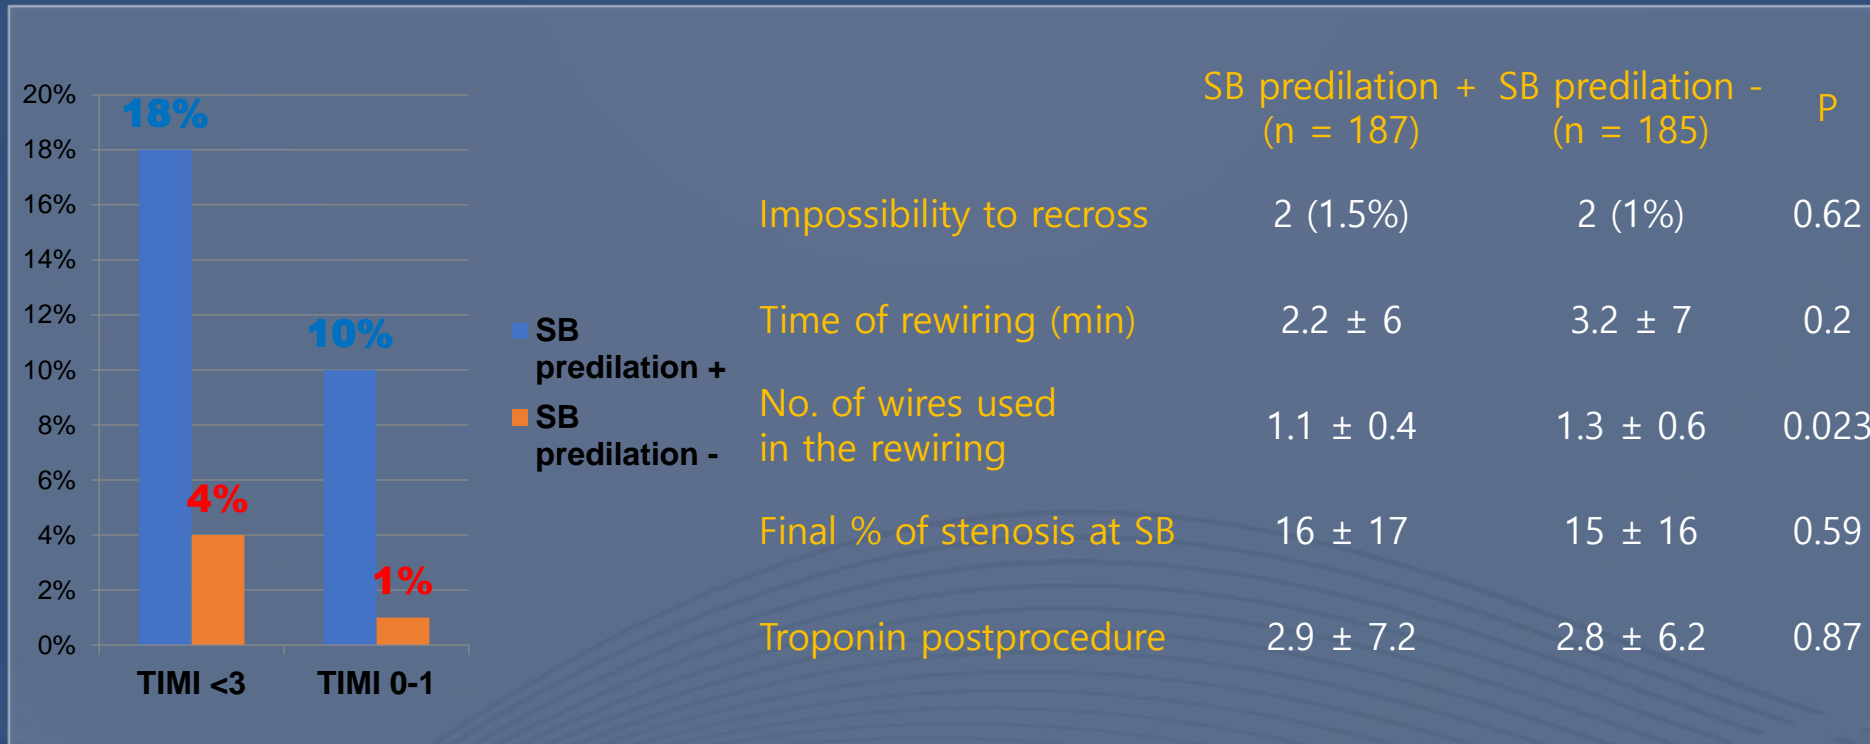 20%
18%
16%
14%
12%
10%
8%
6%
4%
2%
0%
18%
4%
10%
1%
TIMI <3
TIMI 0-1
SB
predilation +
SB
predilation -
SB predilation + SB predilation - P
(n = 187) (n = 185)
Impossibility to recross 2 (1.5%) 2 (1%) 0.62
Time of rewiring (min) 2.2 ± 6 3.2 ± 7 0.2
No. of wires used
in the rewiring 1.1 ± 0.4 1.3 ± 0.6 0.023
Final % of stenosis at SB 16 ± 17 15 ± 16 0.59
Troponin postprocedure 2.9 ± 7.2 2.8 ± 6.2 0.87